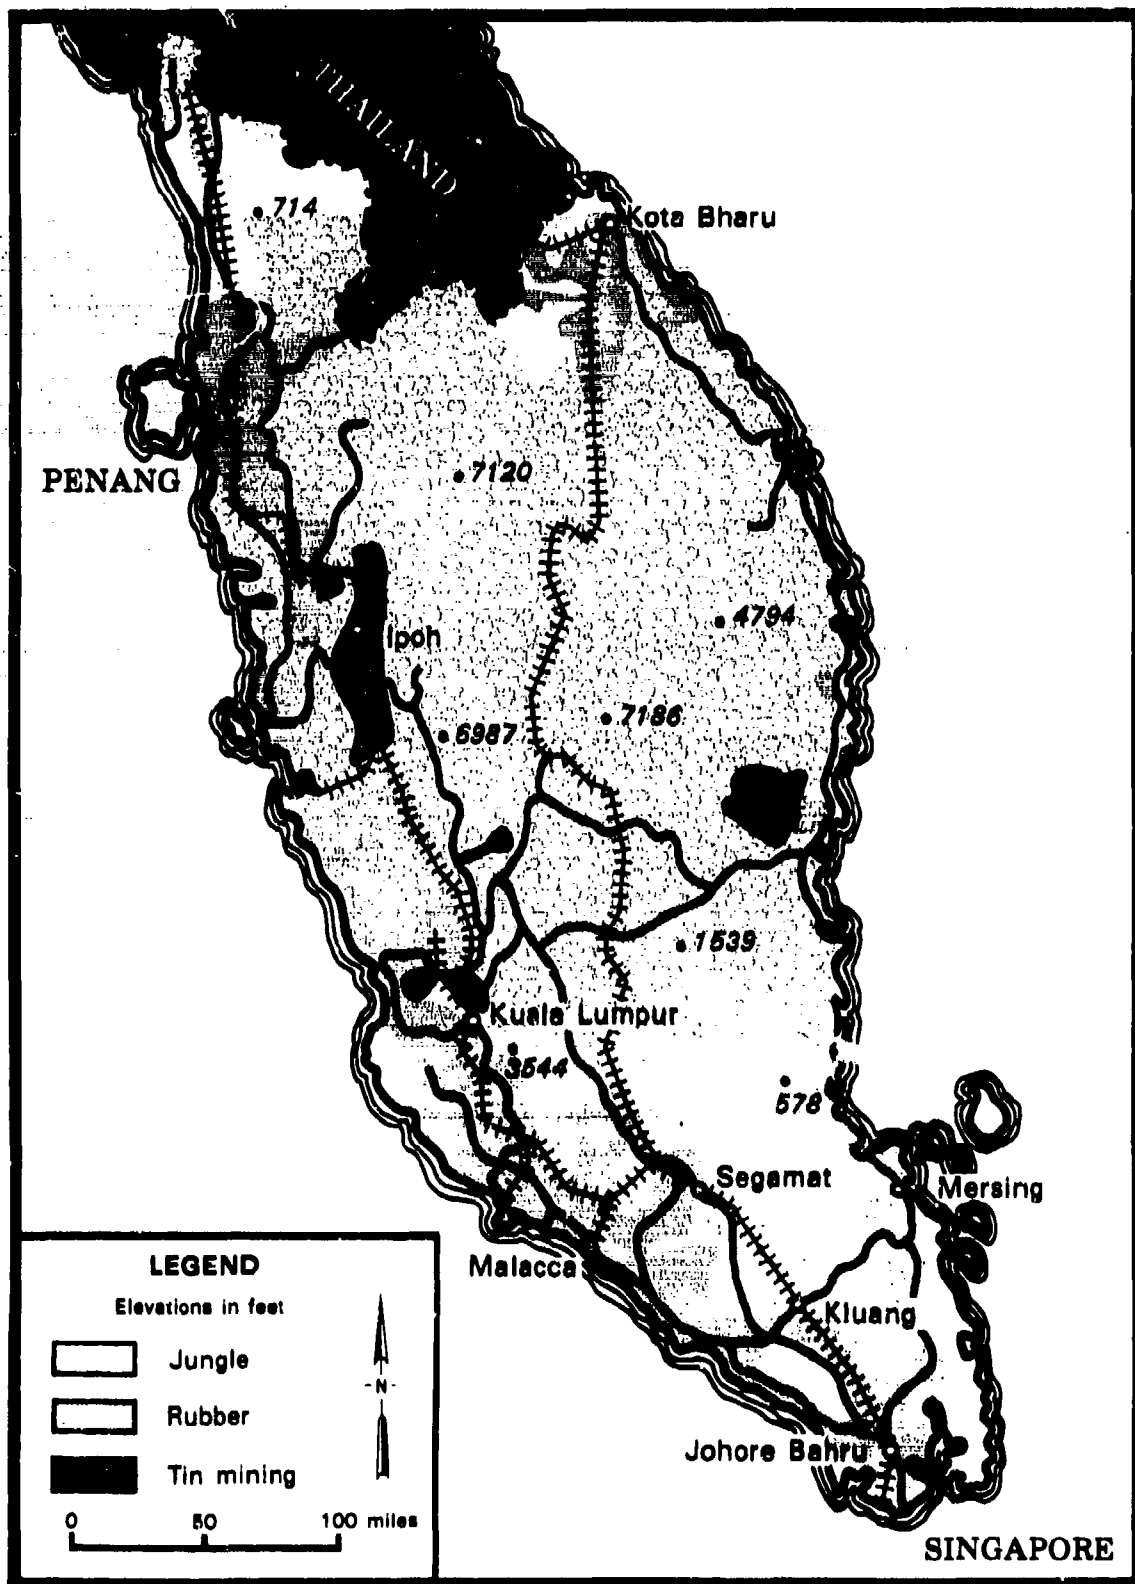 THAILAND
714
Kota Bharu
PENANG
7120
4794
Ipoh
7186
6987
1539
Kuala Lumpur
3544
578
Segamat
Mersing
Malacca
Kluang
Johore Bahru
SINGAPORE
LEGEND
Elevations in feet
Jungle
Rubber
Tin mining
-N-
0 50 100 miles